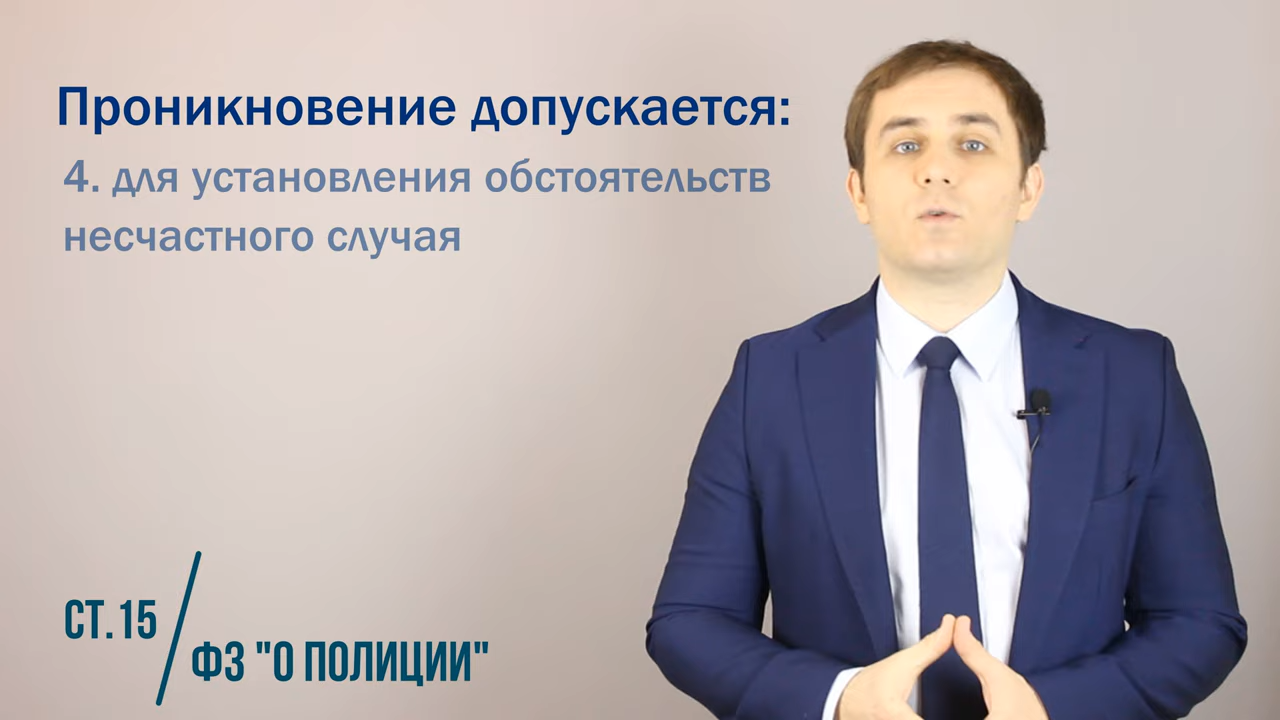 Проникновение допускается:
4. для установления обстоятельств
несчастного случая
СТ.15
ФЗ "О ПОЛИЦИИ"